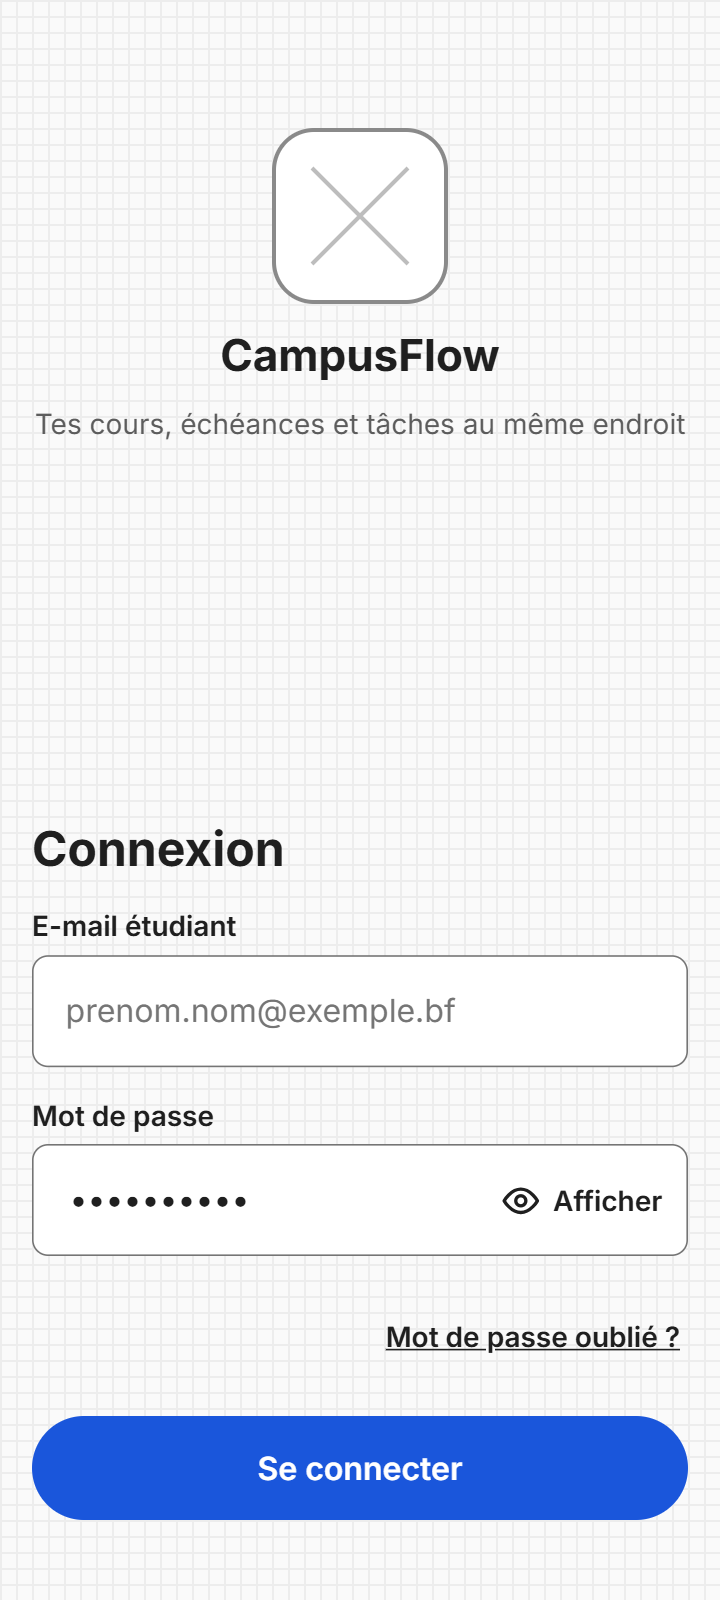 CampusFlow
Tes cours, échéances et tâches au même endroit
Connexion
E-mail étudiant
prenom.nom@exemple.bf
Mot de passe
•••••••••• Afficher
Mot de passe oublié ?
Se connecter